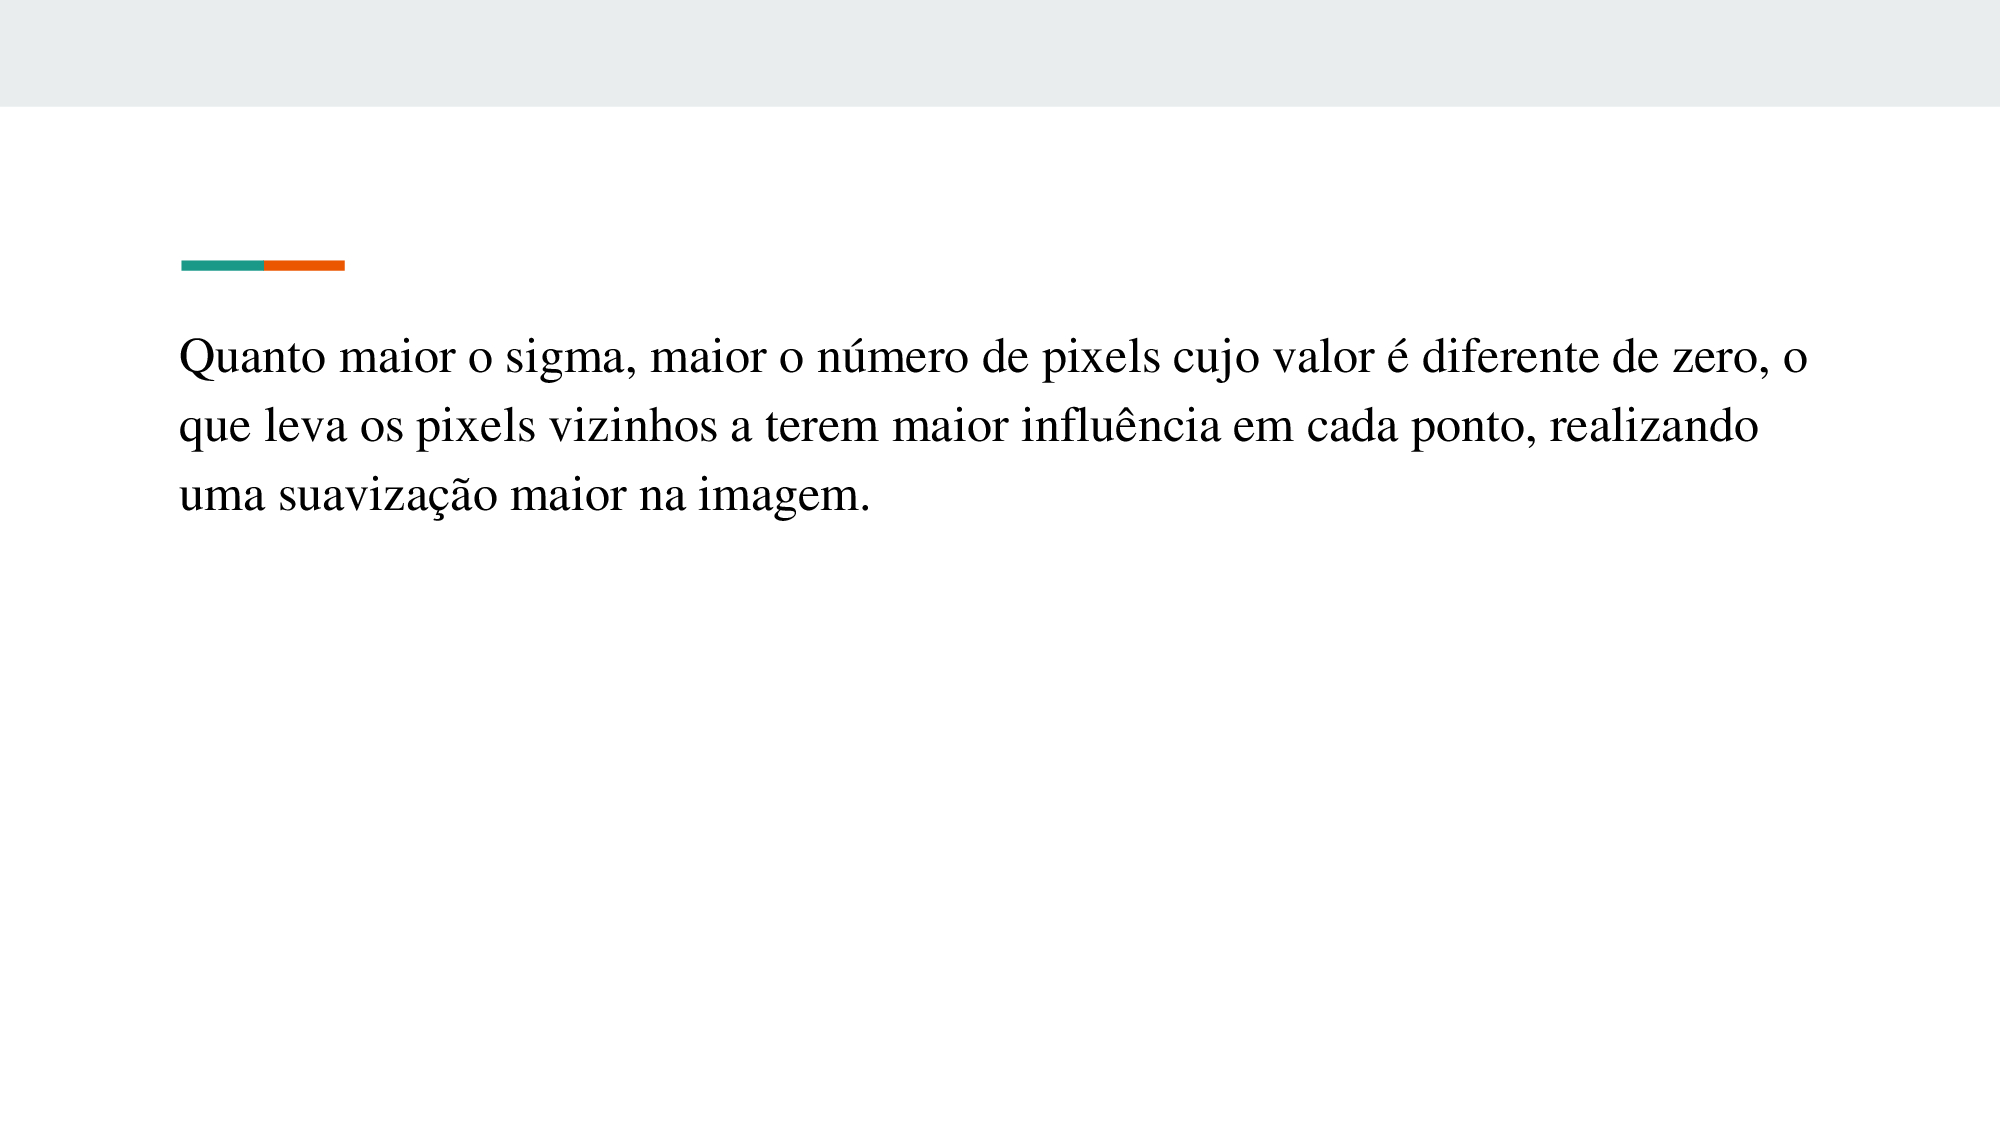 Quanto maior o sigma, maior o número de pixels cujo valor é diferente de zero, o
que leva os pixels vizinhos a terem maior influência em cada ponto, realizando
uma suavização maior na imagem.